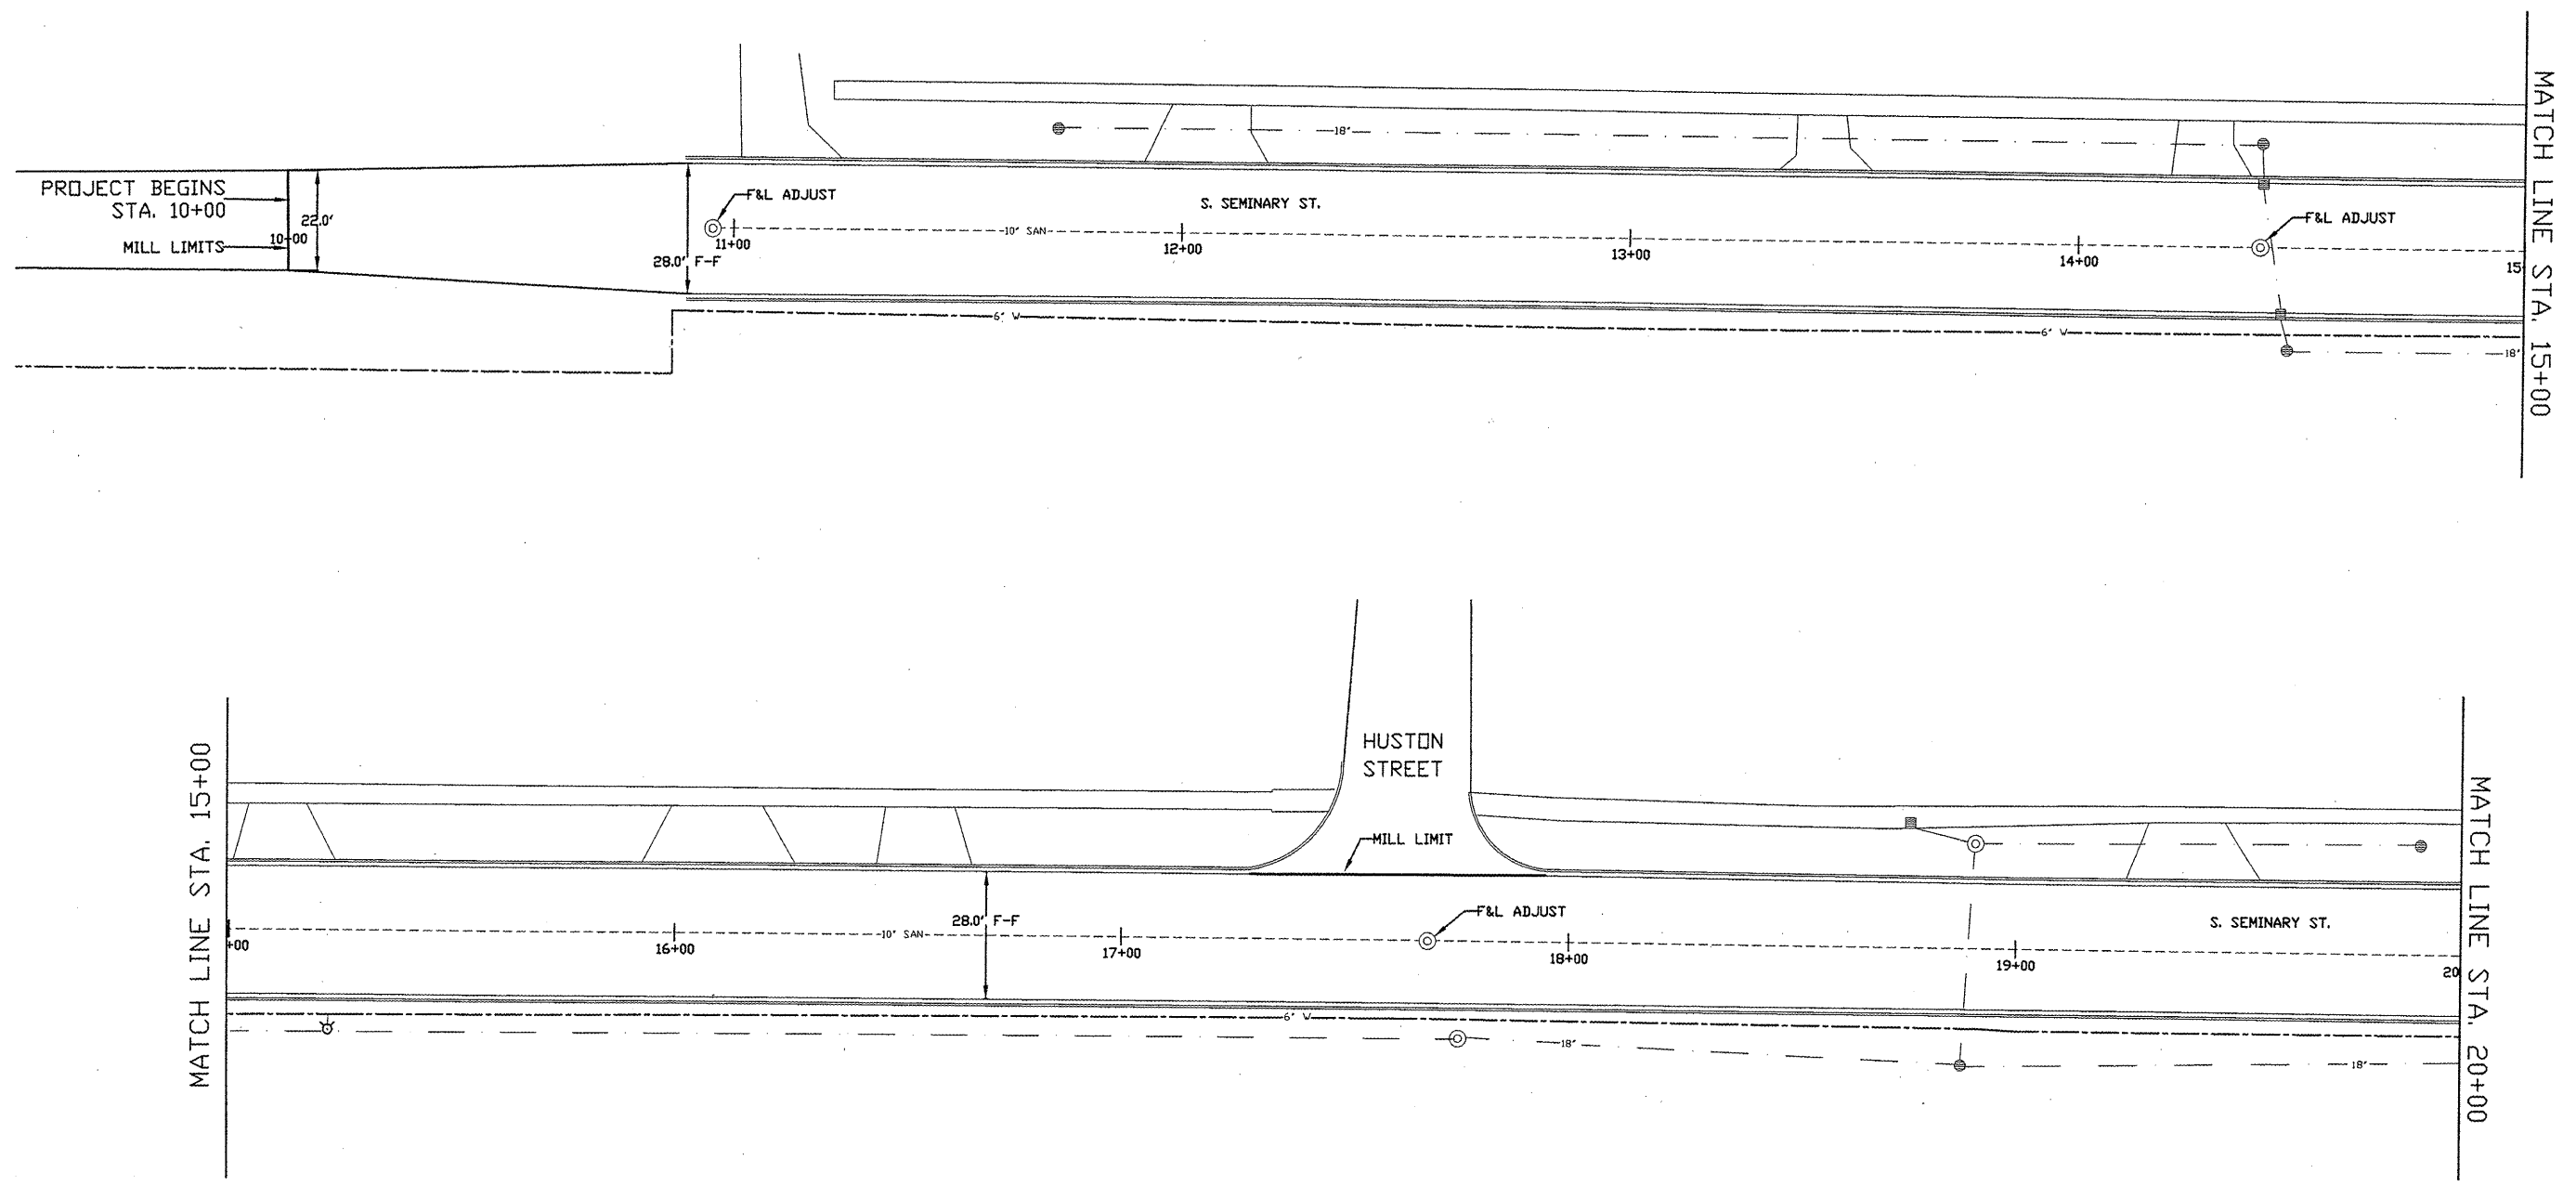 PROJECT BEGINS
STA. 10+00
MILL LIMITS
10+00
22.0'
28.0' F-F
F&L ADJUST
11+00
10" SAN
S. SEMINARY ST.
12+00
18"
13+00
14+00
F&L ADJUST
15
6" W
6" W
18"
MATCH LINE STA. 15+00
MATCH LINE STA. 15+00
+00
16+00
10" SAN
28.0' F-F
17+00
HUSTON
STREET
MILL LIMIT
F&L ADJUST
18+00
19+00
S. SEMINARY ST.
20
6" W
18"
18"
MATCH LINE STA. 20+00